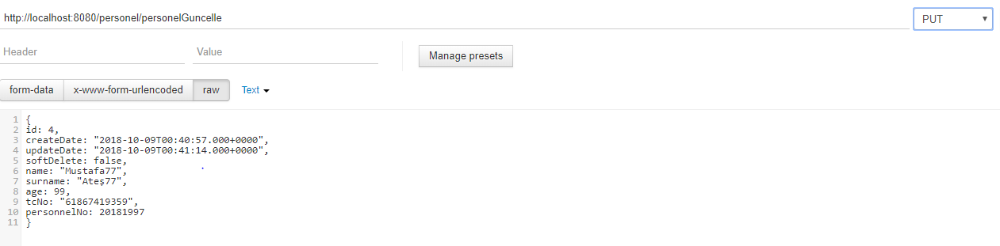 http://localhost:8080/personel/personelGuncelle PUT
Header Value Manage presets
form-data x-www-form-urlencoded raw Text
1 {
2 id: 4,
3 createDate: "2018-10-09T00:40:57.000+0000",
4 updateDate: "2018-10-09T00:41:14.000+0000",
5 softDelete: false,
6 name: "Mustafa77",
7 surname: "Ateş77",
8 age: 99,
9 tcNo: "61867419359",
10 personnelNo: 20181997
11 }